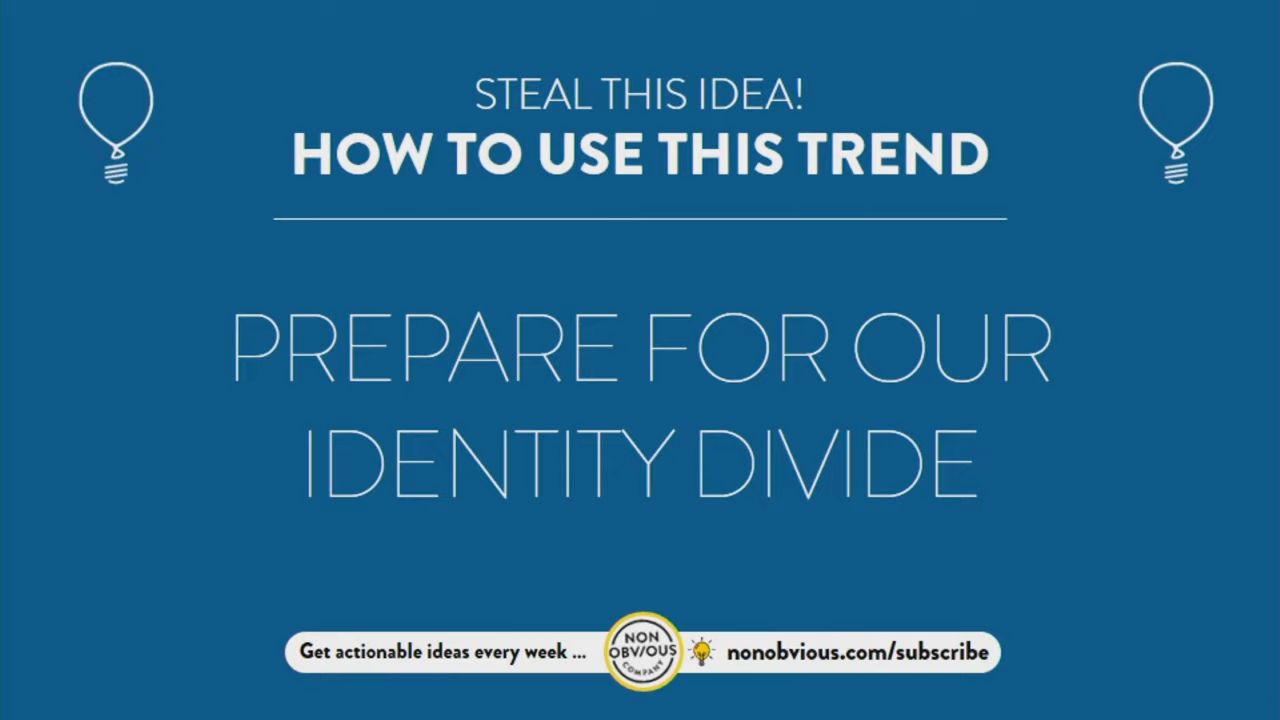 STEAL THIS IDEA!
HOW TO USE THIS TREND
PREPARE FOR OUR
IDENTITY DIVIDE
Get actionable ideas every week ...
NON
OBV/OUS
COMPANY
nonobvious.com/subscribe